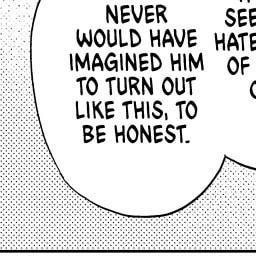 NEVER
WOULD HAVE
IMAGINED HIM
TO TURN OUT
LIKE THIS, TO
BE HONEST.
SEE
HATE
OF